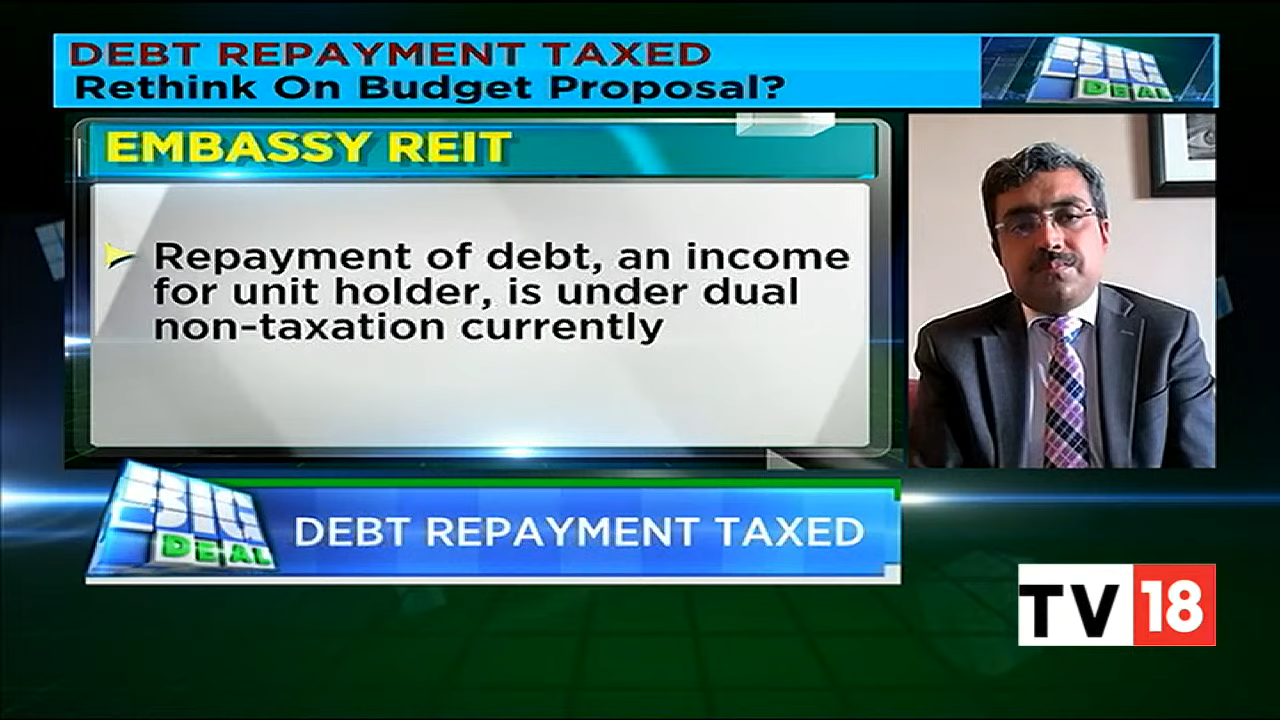 DEBT REPAYMENT TAXED
Rethink On Budget Proposal?
BIG
DEAL
EMBASSY REIT
Repayment of debt, an income
for unit holder, is under dual
non-taxation currently
BIG
DEAL
DEBT REPAYMENT TAXED
TV18